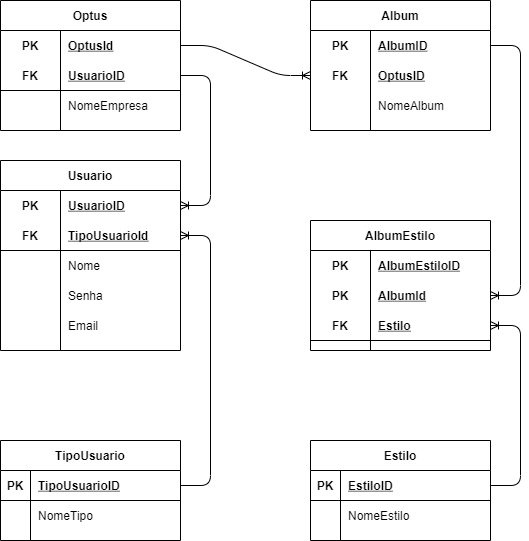 Optus
PK OptusId
FK UsuarioID
NomeEmpresa
Album
PK AlbumID
FK OptusID
NomeAlbum
Usuario
PK UsuarioID
FK TipoUsuarioId
Nome
Senha
Email
AlbumEstilo
PK AlbumEstiloID
PK AlbumId
FK Estilo
TipoUsuario
PK TipoUsuarioID
NomeTipo
Estilo
PK EstiloID
NomeEstilo